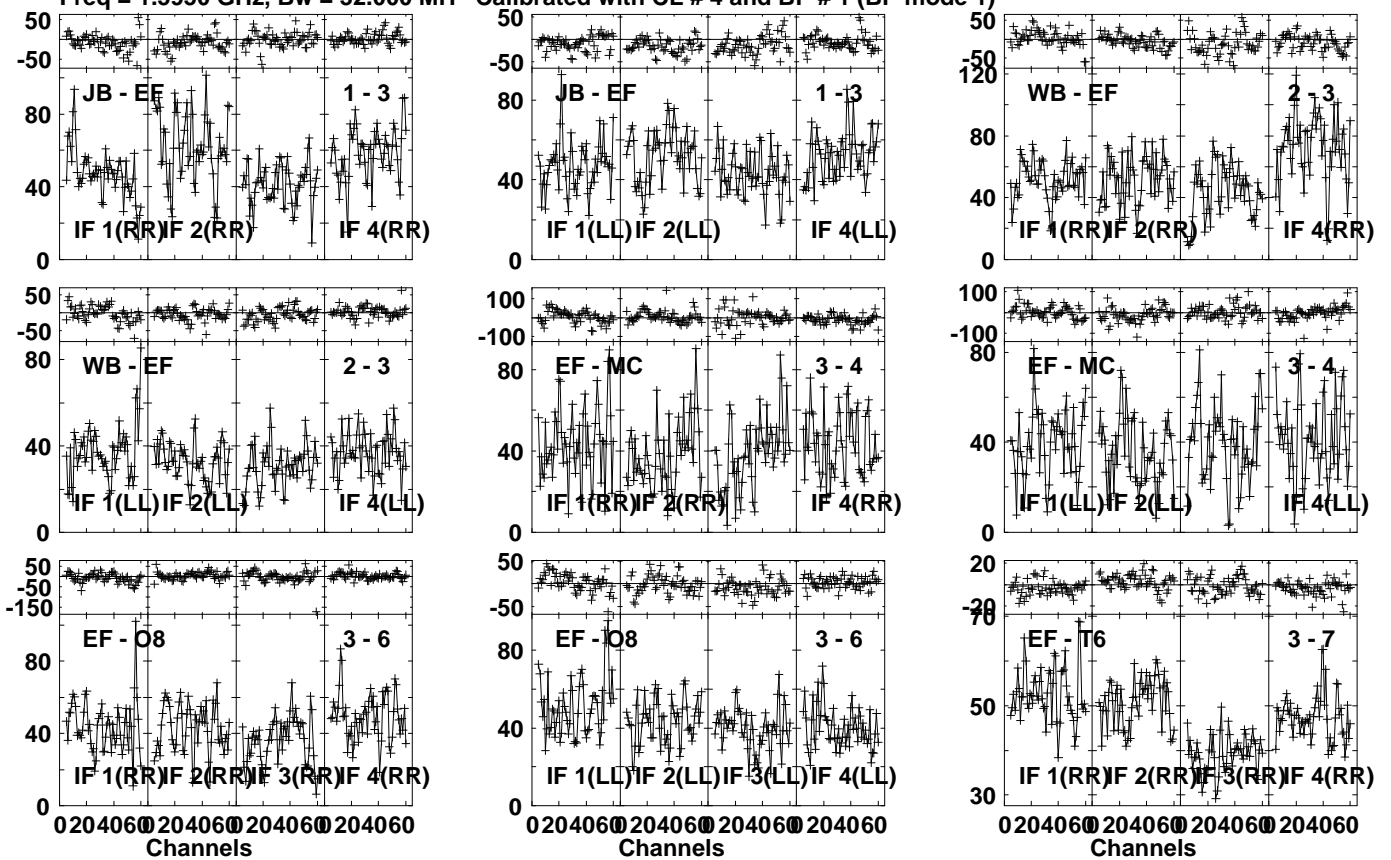 Calibrated with CL # 4 and BP # 1 (BP mode 1)
50
-50
JB - EF
1 - 3
80
40
0
IF 1(RR)
IF 2(RR)
IF 4(RR)
50
-50
JB - EF
1 - 3
80
40
0
IF 1(LL)
IF 2(LL)
IF 4(LL)
50
-50
120
WB - EF
2 - 3
80
40
0
IF 1(RR)
IF 2(RR)
IF 4(RR)
50
-50
80
WB - EF
2 - 3
40
0
IF 1(LL)
IF 2(LL)
IF 4(LL)
100
-100
80
EF - MC
3 - 4
40
0
IF 1(RR)
IF 2(RR)
IF 4(RR)
100
-100
80
EF - MC
3 - 4
40
0
IF 1(LL)
IF 2(LL)
IF 4(LL)
50
-50
-150
EF - O8
3 - 6
80
40
0
IF 1(RR)
IF 2(RR)
IF 3(RR)
IF 4(RR)
0 20 40 60 0 20 40 60 0 20 40 60 0 20 40 60
Channels
50
-50
EF - O8
3 - 6
80
40
0
IF 1(LL)
IF 2(LL)
IF 3(LL)
IF 4(LL)
0 20 40 60 0 20 40 60 0 20 40 60 0 20 40 60
Channels
20
-20
70
EF - T6
3 - 7
50
30
IF 1(RR)
IF 2(RR)
IF 3(RR)
IF 4(RR)
0 20 40 60 0 20 40 60 0 20 40 60 0 20 40 60
Channels